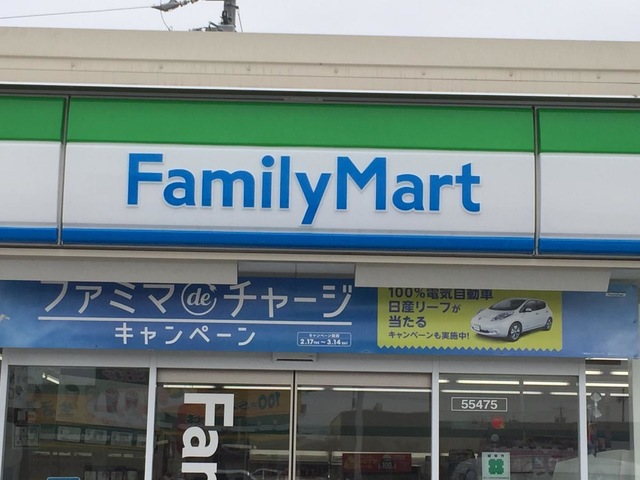 FamilyMart
ファミマdeチャージ
キャンペーン
キャンペーン期間
2.17 ～ 3.14
100%電気自動車
日産リーフが
当たる
キャンペーンも実施中!
55475
Fam